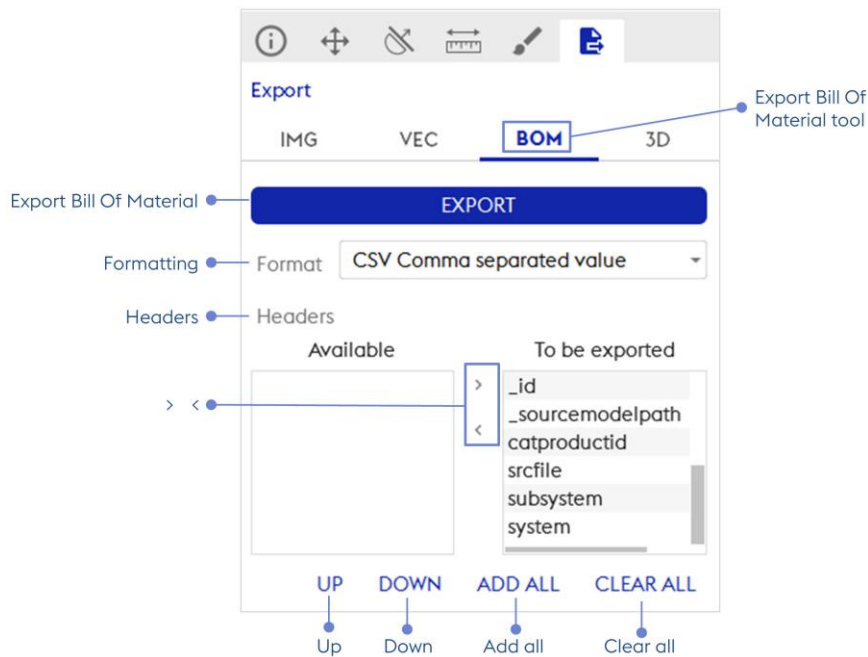 Export
Export Bill Of
Material tool
IMG VEC BOM 3D
Export Bill Of Material EXPORT
Formatting Format CSV Comma separated value
Headers Headers
Available To be exported
> _id
_sourcemodelpath
> < < catproductid
srcfile
subsystem
system
UP DOWN ADD ALL CLEAR ALL
Up Down Add all Clear all